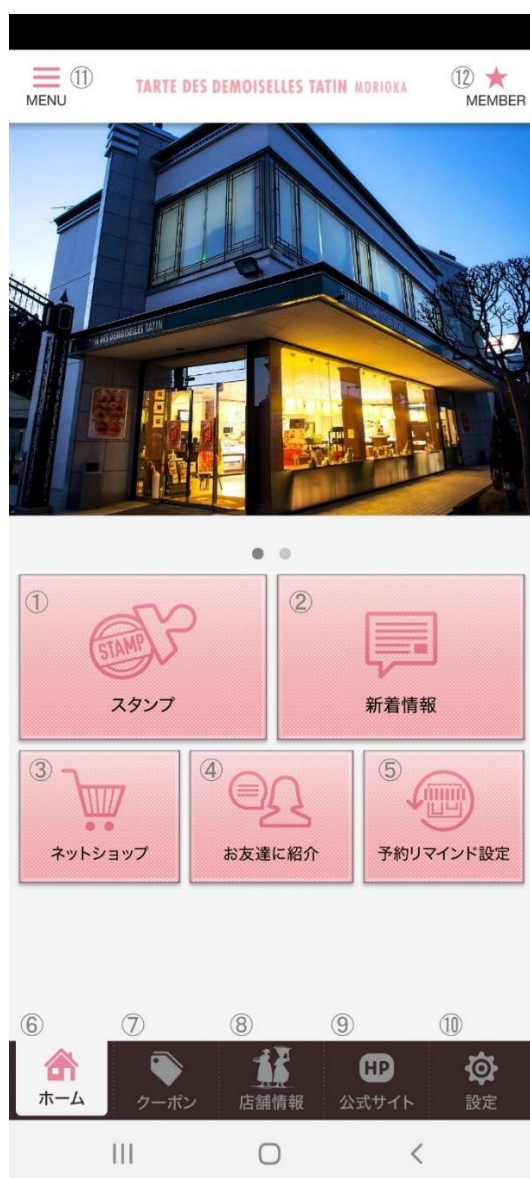 ⑪ ⑫
MENU TARTE DES DEMOISELLES TATIN MORIOKA MEMBER
TARTE DES DEMOISELLES TATIN
① ②
STAMP
スタンプ 新着情報
③ ④ ⑤
ネットショップ お友達に紹介 予約リマインド設定
⑥ ⑦ ⑧ ⑨ ⑩
HP
ホーム クーポン 店舗情報 公式サイト 設定